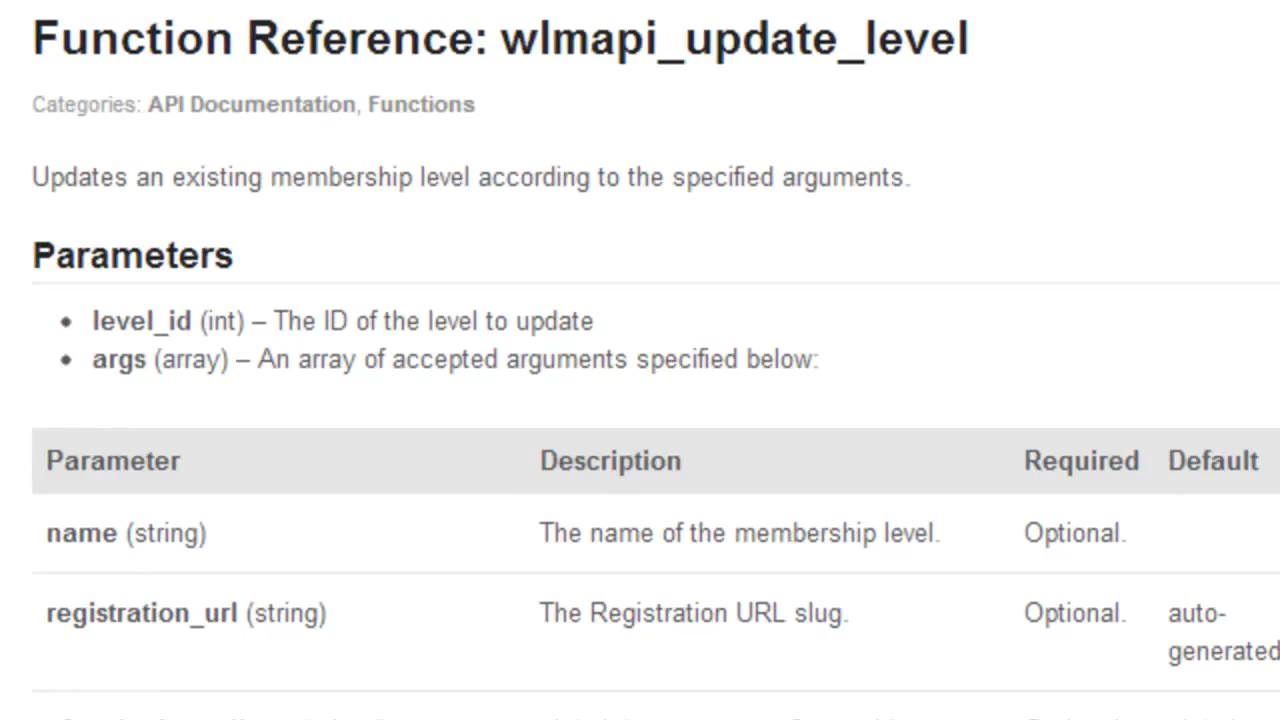 Function Reference: wlmapi_update_level
Categories: API Documentation, Functions
Updates an existing membership level according to the specified arguments.
Parameters
• level_id (int) – The ID of the level to update
• args (array) – An array of accepted arguments specified below:
Parameter Description Required Default
name (string) The name of the membership level. Optional.
registration_url (string) The Registration URL slug. Optional. auto-
generated